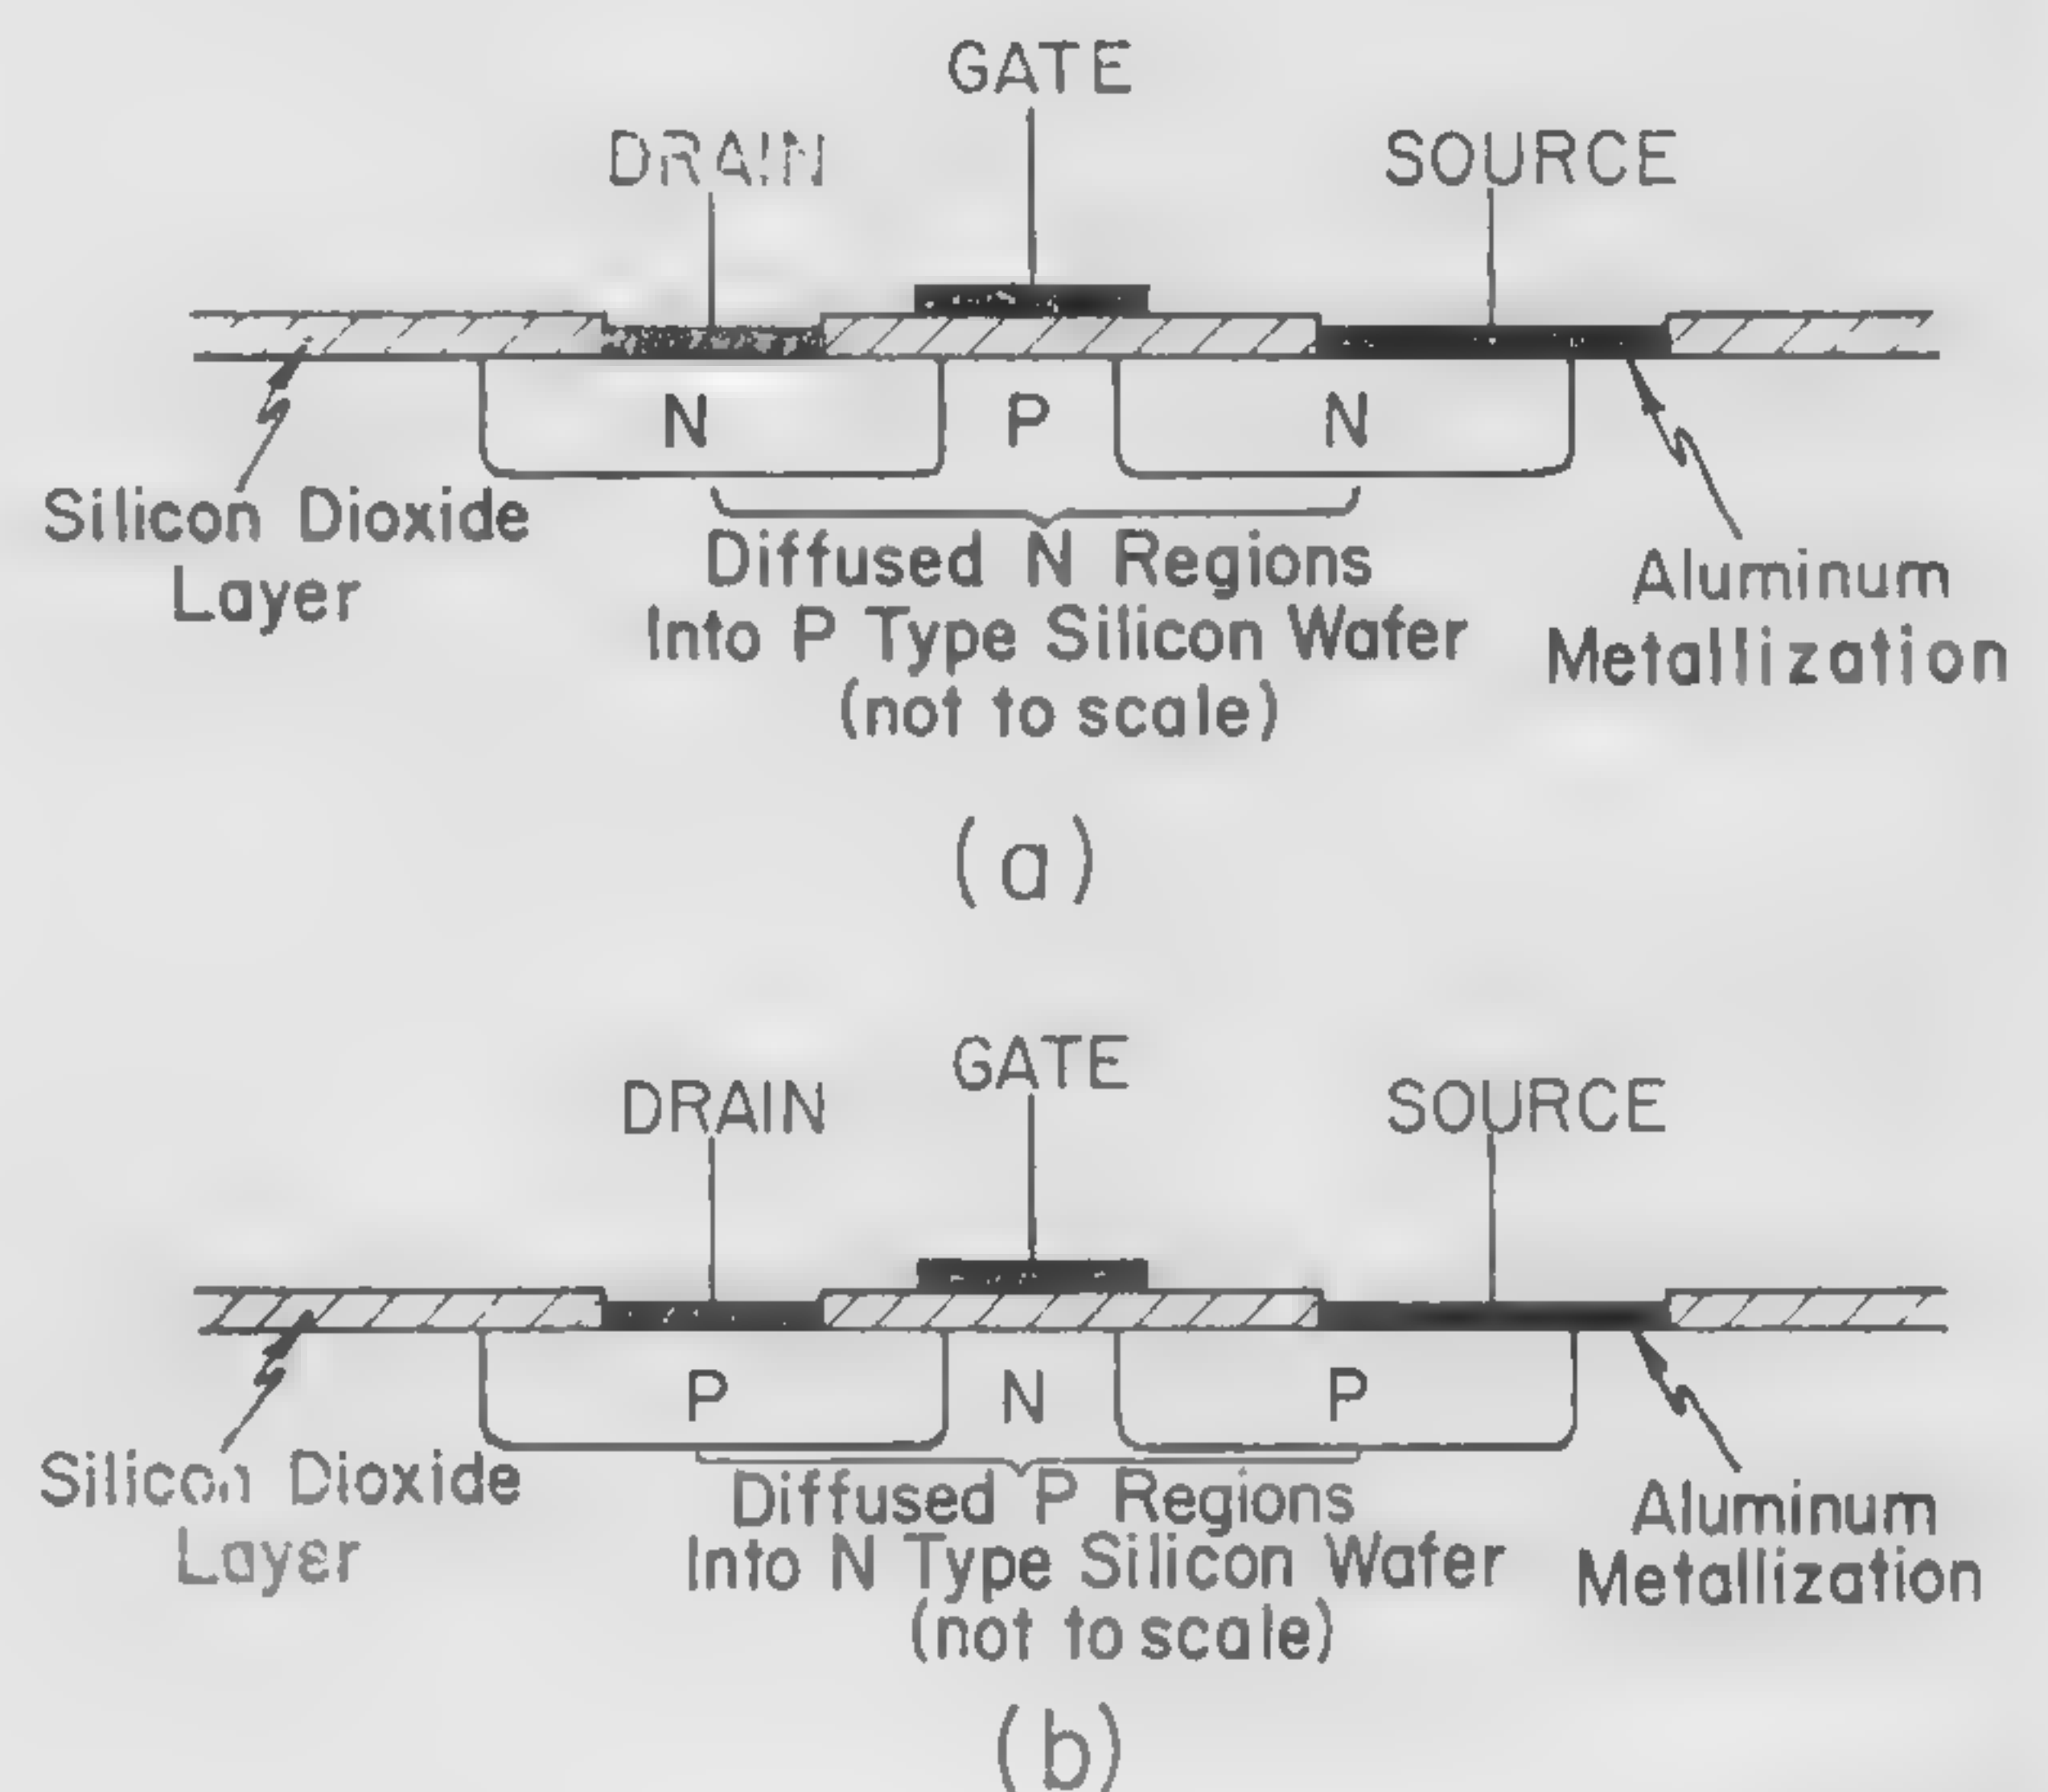 GATE
DRAIN
SOURCE
N
P
N
Silicon Dioxide
Layer
Diffused N Regions
Into P Type Silicon Wafer
(not to scale)
Aluminum
Metallization
(a)
GATE
DRAIN
SOURCE
P
N
P
Silicon Dioxide
Layer
Diffused P Regions
Into N Type Silicon Wafer
(not to scale)
Aluminum
Metallization
(b)